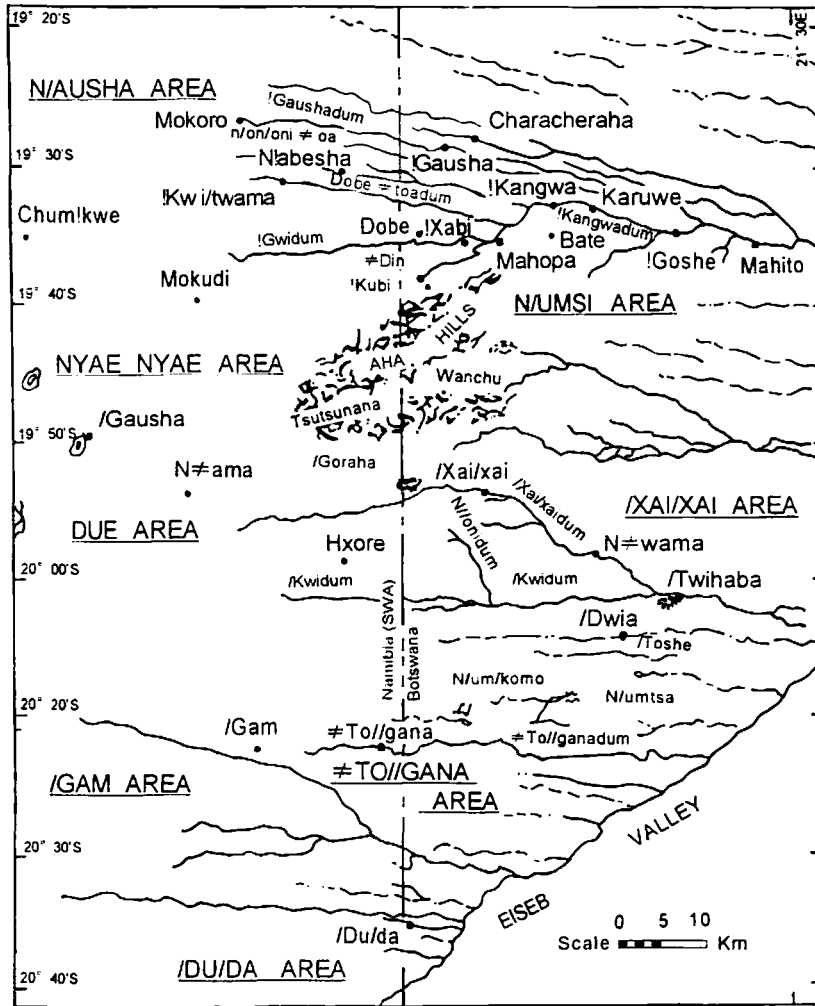 19° 20'S
21° 30'E
N/AUSHA AREA
!Gaushadum
Mokoro
Characheraha
n/on/oni ≠ oa
19° 30'S
N!abesha
!Gausha
Dobe ≠ toadum
!Kangwa
Karuwe
!Kwi/twama
!Kangwadum
Chum!kwe
Dobe
!Xabi
Bate
!Gwidum
≠Din
Mahopa
!Goshe
Mahito
Mokudi
!Kubi
19° 40'S
N/UMSI AREA
AHA
HILLS
NYAE NYAE AREA
Wanchu
Tsutsunana
/Gausha
19° 50'S
/Goraha
N≠ama
/Xai/xai
/Xai/xaidum
/XAI/XAI AREA
DUE AREA
N//onidum
N≠wama
Hxore
20° 00'S
/Kwidum
/Kwidum
/Twihaba
/Dwia
/Toshe
Namibia (SWA)
Botswana
N/um/komo
N/umtsa
20° 20'S
/Gam
≠To//gana
≠To//ganadum
≠TO//GANA
AREA
/GAM AREA
VALLEY
20° 30'S
EISEB
/Du/da
0 5 10
Scale Km
/DU/DA AREA
20° 40'S